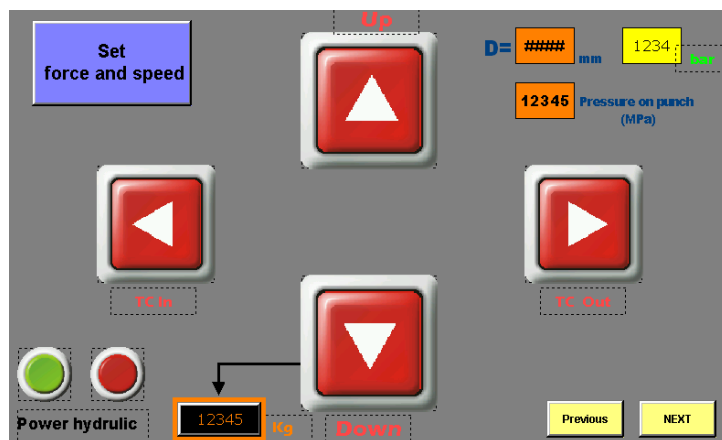 Up
Set
force and speed
D= #### mm 1234 bar
12345 Pressure on punch
(MPa)
TC In
TC Out
Power hydrulic
12345 Kg
Down
Previous
NEXT